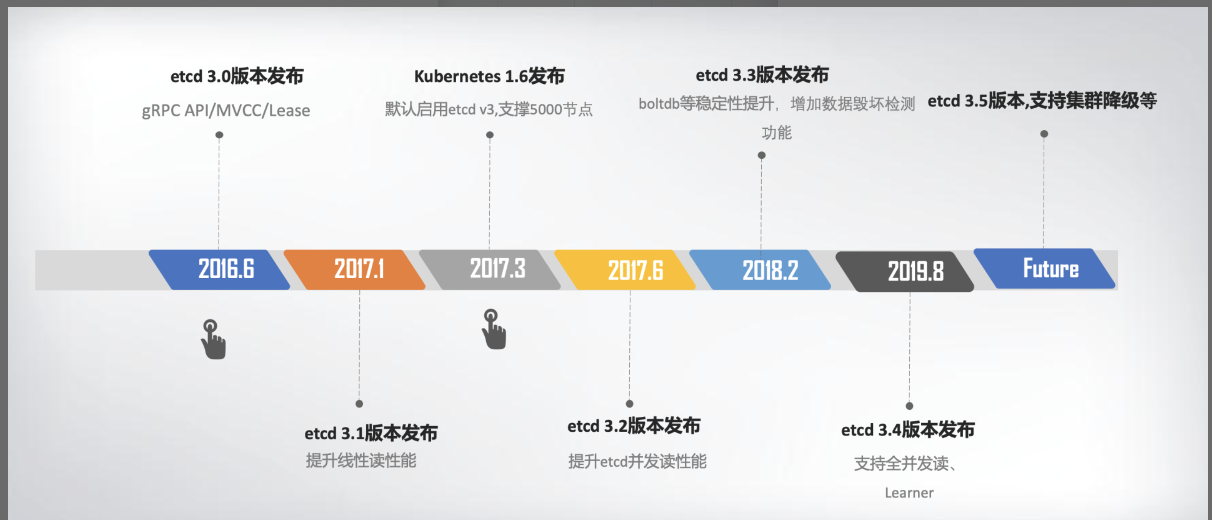 etcd 3.0版本发布
gRPC API/MVCC/Lease
Kubernetes 1.6发布
默认启用etcd v3,支撑5000节点
etcd 3.3版本发布
boltdb等稳定性提升，增加数据毁坏检测
功能
etcd 3.5版本,支持集群降级等
2016.6
2017.1
2017.3
2017.6
2018.2
2019.8
Future
etcd 3.1版本发布
提升线性读性能
etcd 3.2版本发布
提升etcd并发读性能
etcd 3.4版本发布
支持全并发读、
Learner